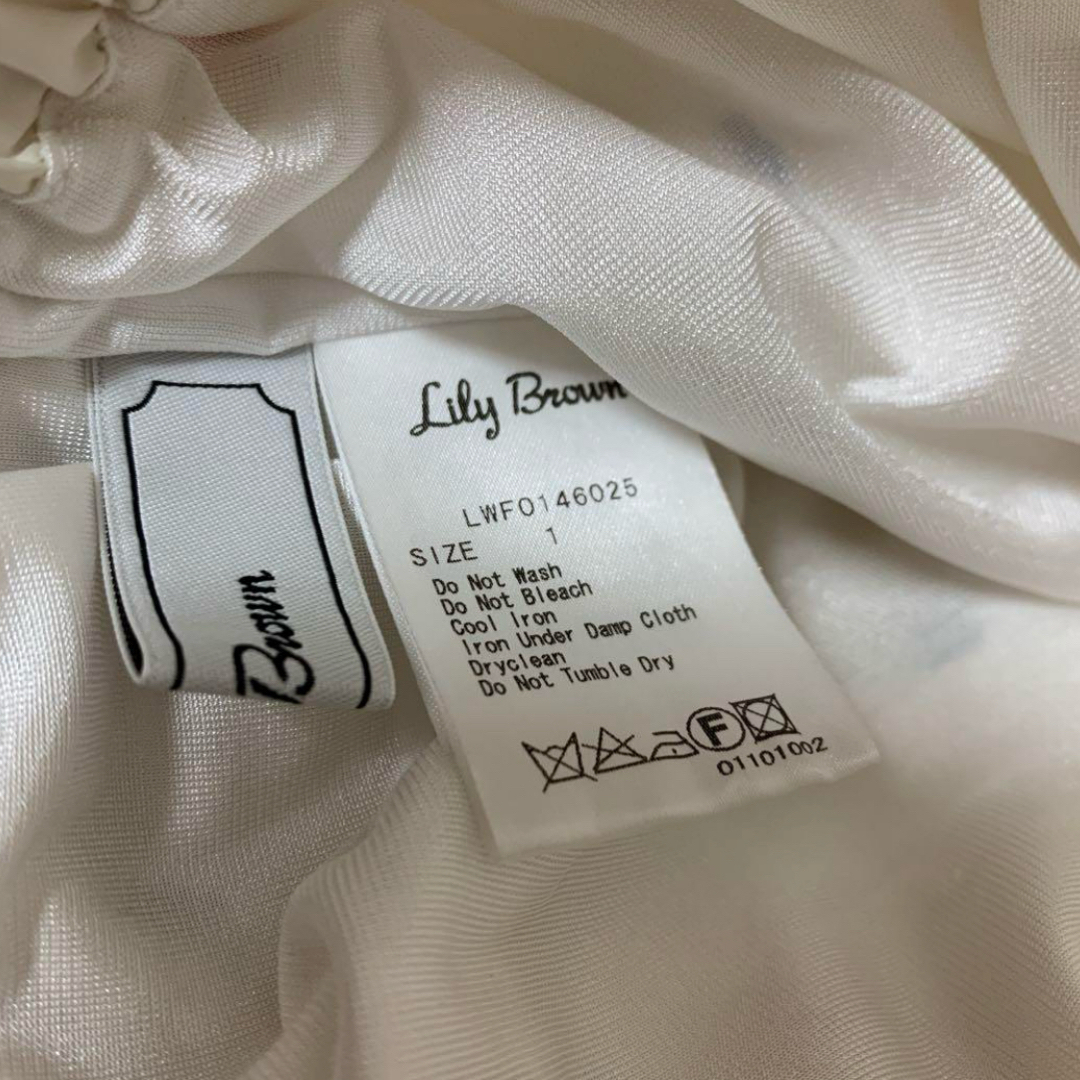 Lily Brown
LWFO146025
SIZE 1
Do Not Wash
Do Not Bleach
Cool Iron
Iron Under Damp Cloth
Dryclean
Do Not Tumble Dry
F
01101002
Brown